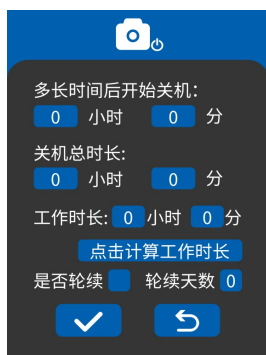 多长时间后开始关机：
0 小时 0 分
关机总时长:
0 小时 0 分
工作时长: 0 小时 0 分
点击计算工作时长
是否轮续 轮续天数 0